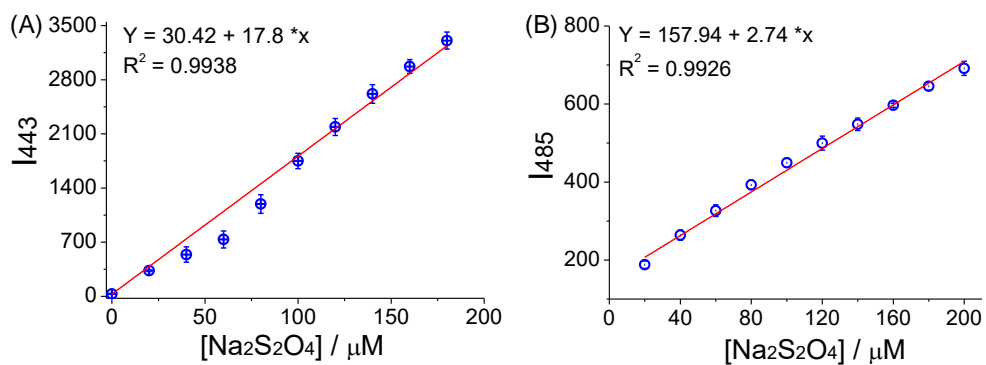 (A)
Y = 30.42 + 17.8 *x
R² = 0.9938
3500
2800
2100
1400
700
0
I443
0 50 100 150 200
[Na2S2O4] / μM
(B)
Y = 157.94 + 2.74 *x
R² = 0.9926
800
600
400
200
I485
0 40 80 120 160 200
[Na2S2O4] / μM